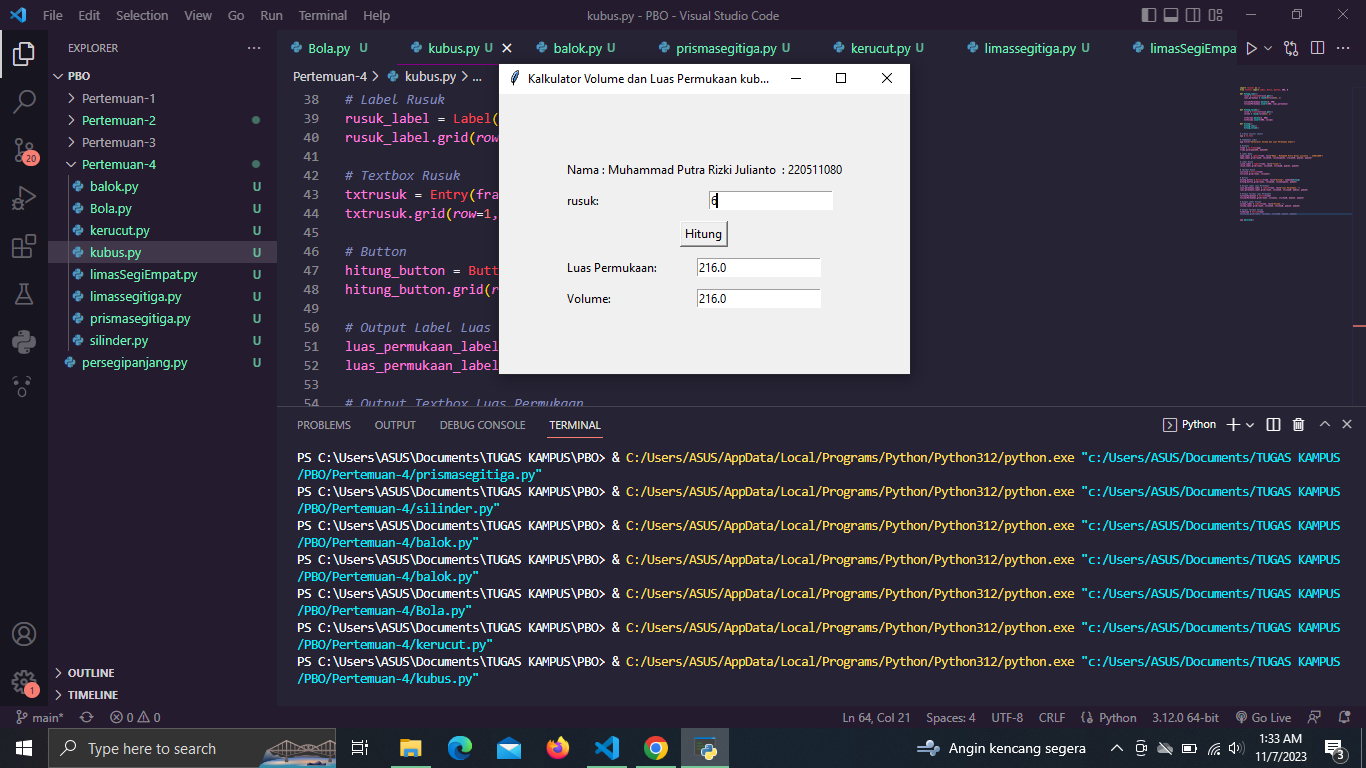 File Edit Selection View Go Run Terminal Help
kubus.py - PBO - Visual Studio Code
EXPLORER
PBO
Pertemuan-1
Pertemuan-2
Pertemuan-3
Pertemuan-4
balok.py U
Bola.py U
kerucut.py U
kubus.py U
limasSegiEmpat.py U
limassegitiga.py U
prismasegitiga.py U
silinder.py U
persegipanjang.py U
OUTLINE
TIMELINE
20
1
Bola.py U kubus.py U balok.py U prismasegitiga.py U kerucut.py U limassegitiga.py U
Pertemuan-4 > kubus.py > ...
38 # Label Rusuk
39 rusuk_label = Label(
40 rusuk_label.grid(row
41
42 # Textbox Rusuk
43 txtrusuk = Entry(fra
44 txtrusuk.grid(row=1,
45
46 # Button
47 hitung_button = Butt
48 hitung_button.grid(r
49
50 # Output Label Luas
51 luas_permukaan_label
52 luas_permukaan_label
53
54 # Output Textbox Luas Permukaan
Kalkulator Volume dan Luas Permukaan kub...
Nama : Muhammad Putra Rizki Julianto : 220511080
rusuk: 6
Hitung
Luas Permukaan: 216.0
Volume: 216.0
PROBLEMS OUTPUT DEBUG CONSOLE TERMINAL
Python
PS C:\Users\ASUS\Documents\TUGAS KAMPUS\PBO> & C:/Users/ASUS/AppData/Local/Programs/Python/Python312/python.exe "c:/Users/ASUS/Documents/TUGAS KAMPUS
/PBO/Pertemuan-4/prismasegitiga.py"
PS C:\Users\ASUS\Documents\TUGAS KAMPUS\PBO> & C:/Users/ASUS/AppData/Local/Programs/Python/Python312/python.exe "c:/Users/ASUS/Documents/TUGAS KAMPUS
/PBO/Pertemuan-4/silinder.py"
PS C:\Users\ASUS\Documents\TUGAS KAMPUS\PBO> & C:/Users/ASUS/AppData/Local/Programs/Python/Python312/python.exe "c:/Users/ASUS/Documents/TUGAS KAMPUS
/PBO/Pertemuan-4/balok.py"
PS C:\Users\ASUS\Documents\TUGAS KAMPUS\PBO> & C:/Users/ASUS/AppData/Local/Programs/Python/Python312/python.exe "c:/Users/ASUS/Documents/TUGAS KAMPUS
/PBO/Pertemuan-4/balok.py"
PS C:\Users\ASUS\Documents\TUGAS KAMPUS\PBO> & C:/Users/ASUS/AppData/Local/Programs/Python/Python312/python.exe "c:/Users/ASUS/Documents/TUGAS KAMPUS
/PBO/Pertemuan-4/Bola.py"
PS C:\Users\ASUS\Documents\TUGAS KAMPUS\PBO> & C:/Users/ASUS/AppData/Local/Programs/Python/Python312/python.exe "c:/Users/ASUS/Documents/TUGAS KAMPUS
/PBO/Pertemuan-4/kerucut.py"
PS C:\Users\ASUS\Documents\TUGAS KAMPUS\PBO> & C:/Users/ASUS/AppData/Local/Programs/Python/Python312/python.exe "c:/Users/ASUS/Documents/TUGAS KAMPUS
/PBO/Pertemuan-4/kubus.py"
main* 0 0 Ln 64, Col 21 Spaces: 4 UTF-8 CRLF Python 3.12.0 64-bit Go Live
Type here to search
Angin kencang segera
1:33 AM
11/7/2023
3